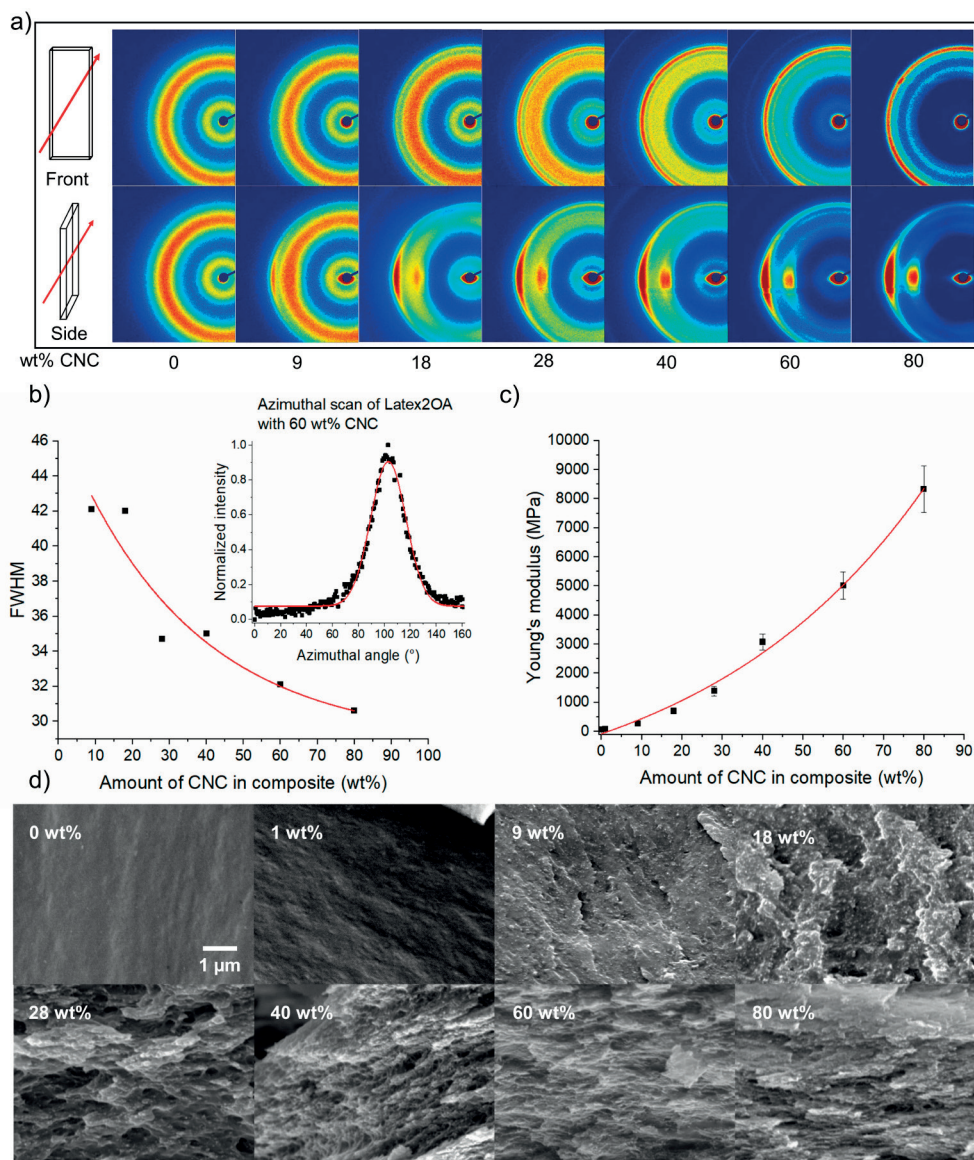 a)
Front
Side
wt% CNC 0 9 18 28 40 60 80
b)
Azimuthal scan of Latex2OA
with 60 wt% CNC
46
44
42
40
38
36
34
32
30
FWHM
0 10 20 30 40 50 60 70 80 90 100
Amount of CNC in composite (wt%)
1.0
0.8
0.6
0.4
0.2
0.0
Normalized intensity
0 20 40 60 80 100 120 140 160
Azimuthal angle (°)
c)
10000
9000
8000
7000
6000
5000
4000
3000
2000
1000
0
Young's modulus (MPa)
0 10 20 30 40 50 60 70 80 90
Amount of CNC in composite (wt%)
d)
0 wt% 1 wt% 9 wt% 18 wt%
1 µm
28 wt% 40 wt% 60 wt% 80 wt%